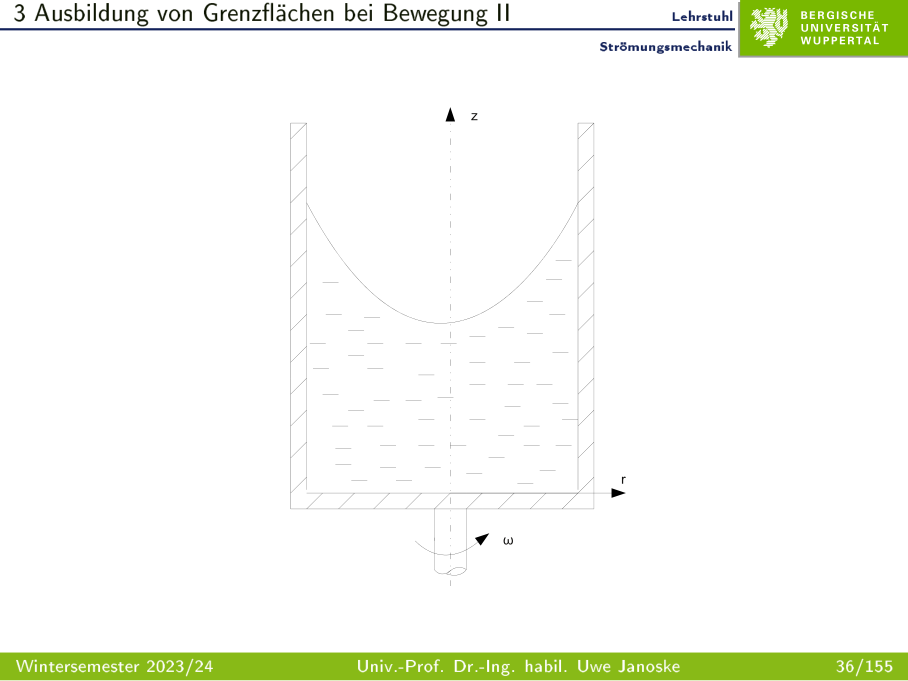 3 Ausbildung von Grenzflächen bei Bewegung II
Lehrstuhl
Strömungsmechanik
BERGISCHE
UNIVERSITÄT
WUPPERTAL
z
r
ω
Wintersemester 2023/24
Univ.-Prof. Dr.-Ing. habil. Uwe Janoske
36/155